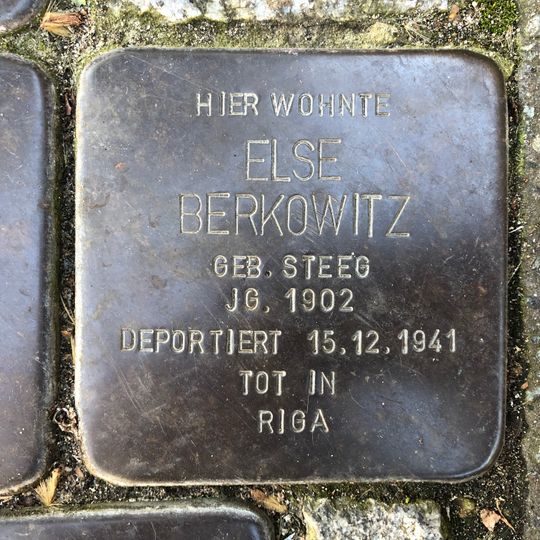 HIER WOHNTE
ELSE
BERKOWITZ
GEB. STEEG
JG. 1902
DEPORTIERT 15.12.1941
TOT IN
RIGA